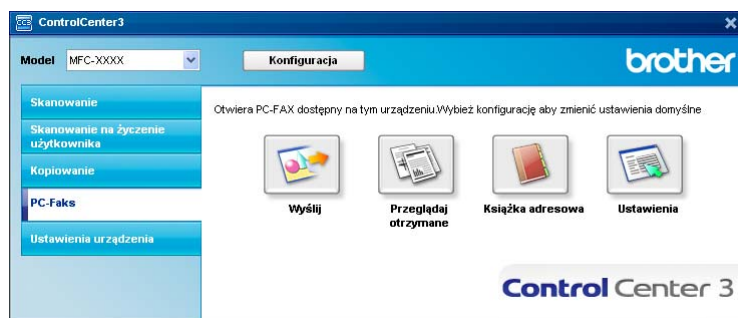 ControlCenter3
Model MFC-XXXX Konfiguracja brother
Skanowanie
Skanowanie na życzenie
użytkownika
Kopiowanie
PC-Faks
Ustawienia urządzenia
Otwiera PC-FAX dostępny na tym urządzeniu.Wybież konfigurację aby zmienić ustawienia domyślne
Wyślij
Przeglądaj
otrzymane
Książka adresowa
Ustawienia
Control Center 3